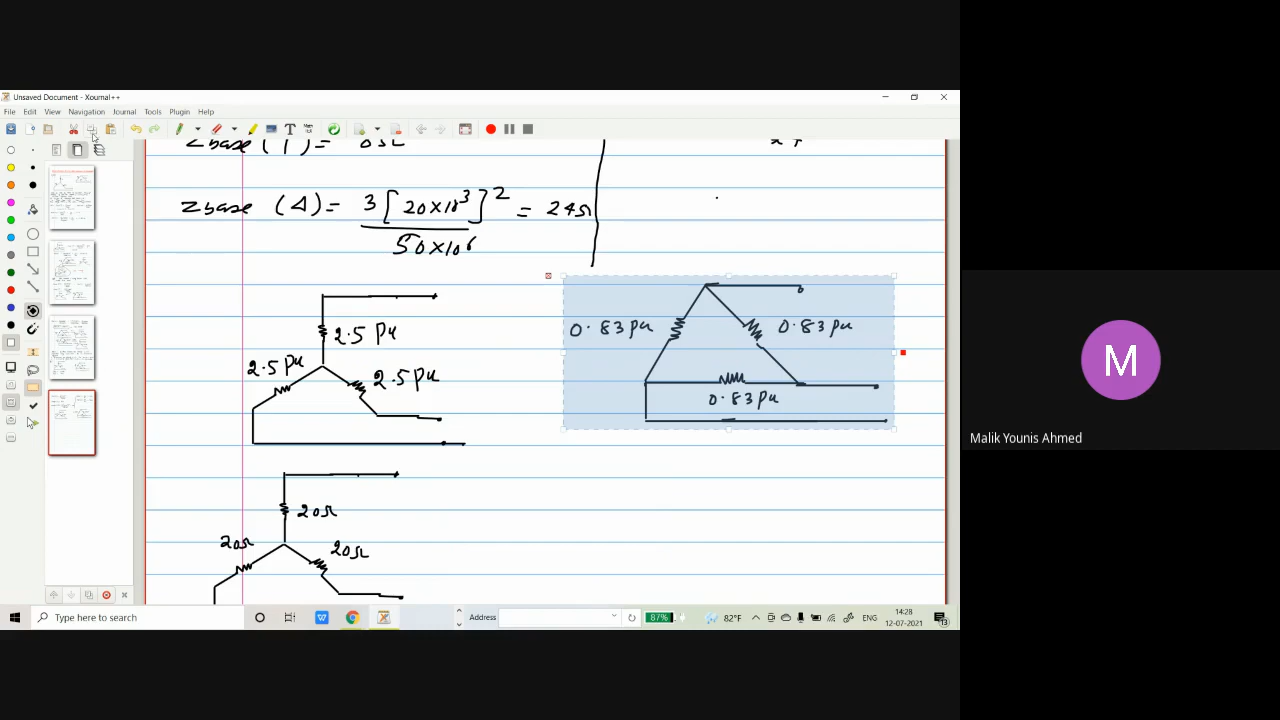 Unsaved Document - Xournal++
File Edit View Navigation Journal Tools Plugin Help
Zbase (Y) = 8Ω
Zbase (Δ) = 3[20×10³]² / 50×10⁶ = 24Ω
2.5 pu
2.5 pu
2.5 pu
0.83 pu
0.83 pu
0.83 pu
20Ω
20Ω
20Ω
M
Malik Younis Ahmed
Type here to search
Address
87%
82°F
ENG
14:28
12-07-2021